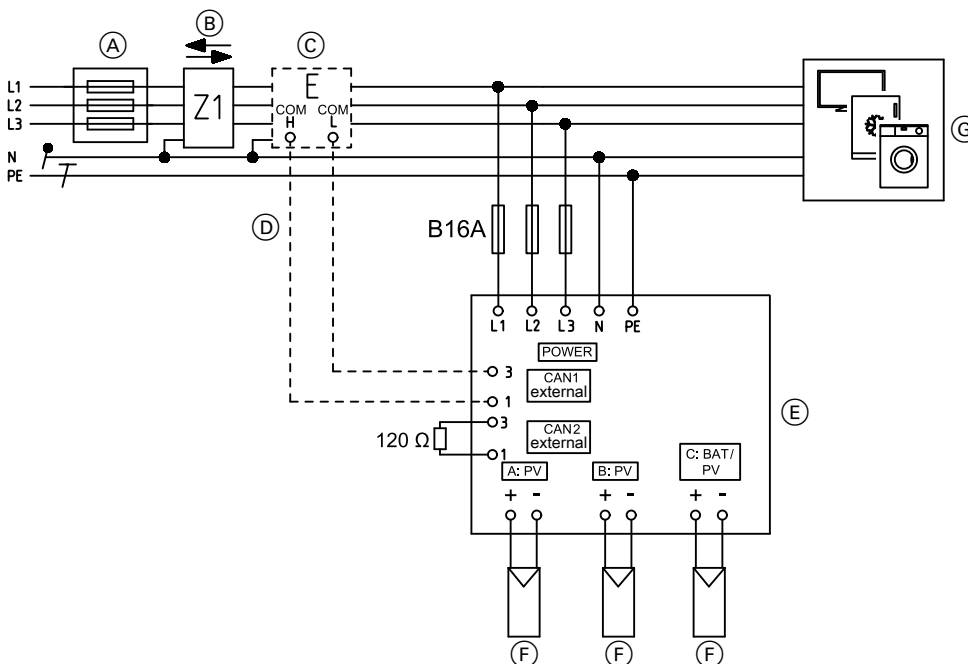 Ⓐ
Ⓑ
Ⓒ
L1
L2
L3
N
PE
Z1
E
COM COM
H L
N
Ⓖ
Ⓓ
B16A
L1 L2 L3 N PE
POWER
3
CAN1
external
1
3
CAN2
external
1
120 Ω
Ⓔ
A: PV
B: PV
C: BAT/
PV
+ - + - + -
Ⓕ Ⓕ Ⓕ